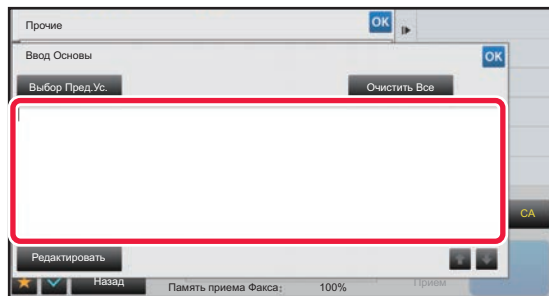 Прочие
OK
Ввод Основы
OK
Выбор Пред.Ус.
Очистить Все
CA
Редактировать
Назад
Память приема Факса:
100%
Прием